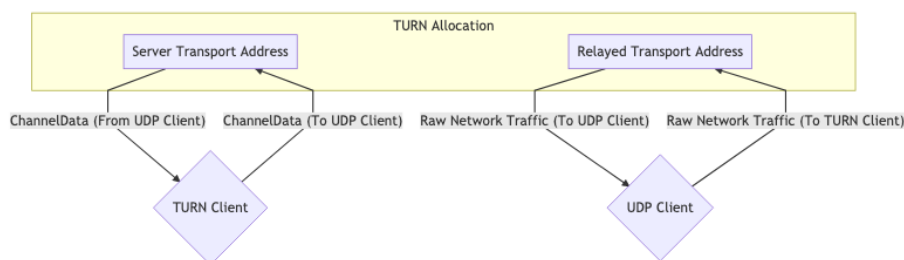 TURN Allocation
Server Transport Address
Relayed Transport Address
ChannelData (From UDP Client)
ChannelData (To UDP Client)
Raw Network Traffic (To UDP Client)
Raw Network Traffic (To TURN Client)
TURN Client
UDP Client